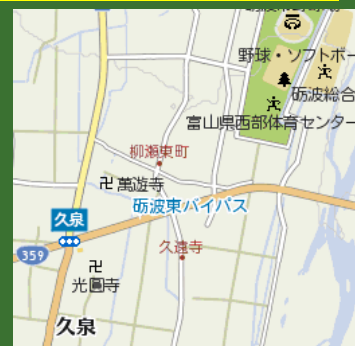 野球・ソフトボー
砺波総合
富山県西部体育センター
柳瀬東町
卍萬遊寺
砺波東バイパス
久泉
久遠寺
359
卍
光圓寺
久泉